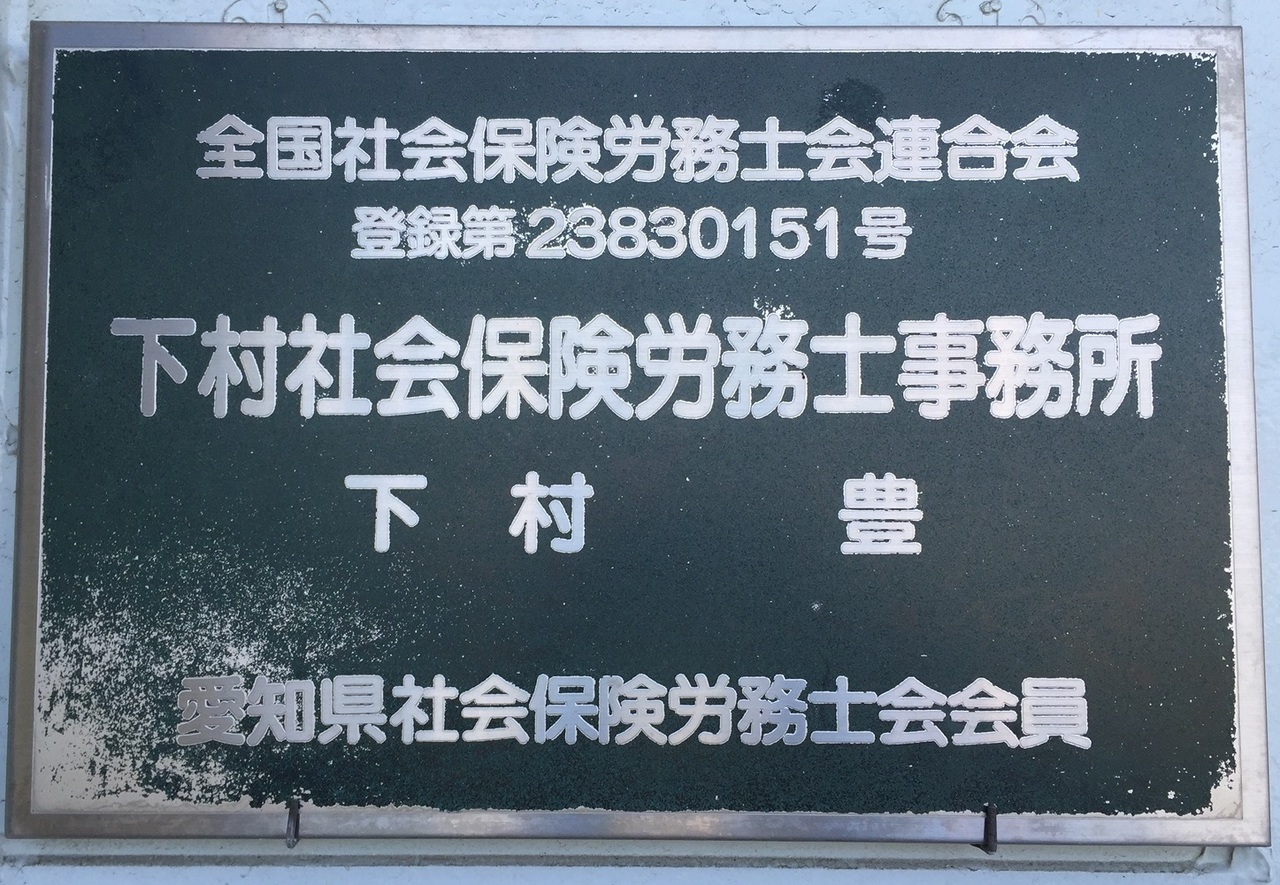 全国社会保険労務士会連合会
登録第23830151号
下村社会保険労務士事務所
下村 豊
愛知県社会保険労務士会会員